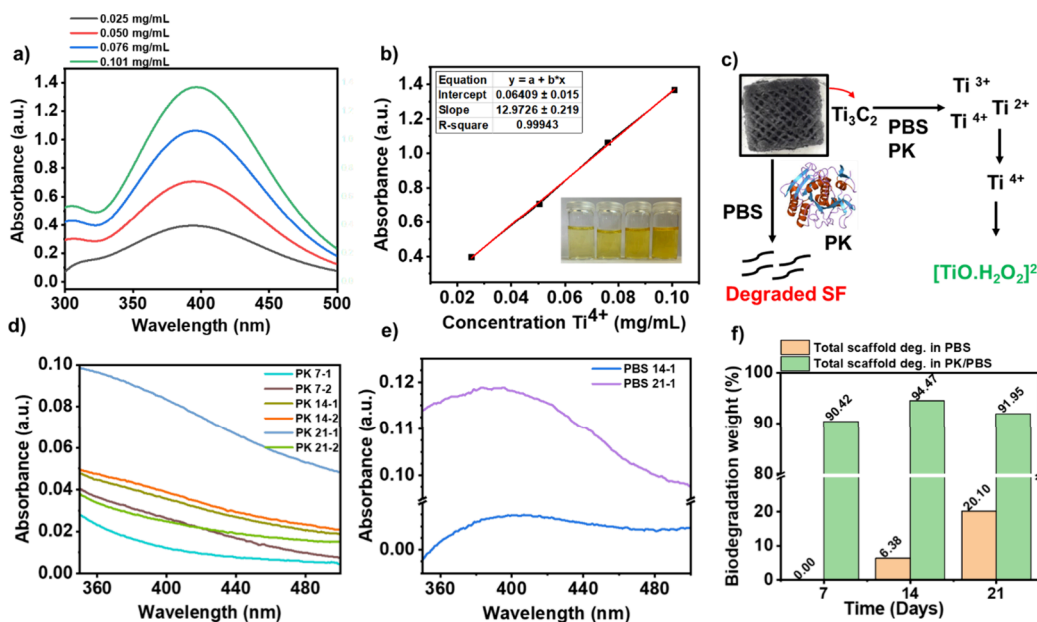 0.025 mg/mL
0.050 mg/mL
0.076 mg/mL
0.101 mg/mL
a)
Absorbance (a.u.)
1.4
1.2
1.0
0.8
0.6
0.4
0.2
0.0
300 350 400 450 500
Wavelength (nm)
b)
Absorbance (a.u.)
1.4
1.2
1.0
0.8
0.6
0.4
Equation y = a + b*x
Intercept 0.06409 ± 0.015
Slope 12.9726 ± 0.219
R-square 0.99943
0.02 0.04 0.06 0.08 0.10
Concentration Ti4+ (mg/mL)
c)
Ti3C2
PBS
PK
Ti 3+
Ti 4+ Ti 2+
Ti 4+
[TiO.H2O2]2
PBS
PK
Degraded SF
d)
Absorbance (a.u.)
0.10
0.08
0.06
0.04
0.02
0.00
PK 7-1
PK 7-2
PK 14-1
PK 14-2
PK 21-1
PK 21-2
360 400 440 480
Wavelength (nm)
e)
Absorbance (a.u.)
0.12
0.10
0.00
PBS 14-1
PBS 21-1
360 400 440 480
Wavelength (nm)
f)
Total scaffold deg. in PBS
Total scaffold deg. in PK/PBS
Biodegradation weight (%)
100
90
80
20
10
0
0.00
90.42
6.38
94.47
20.10
91.95
7 14 21
Time (Days)